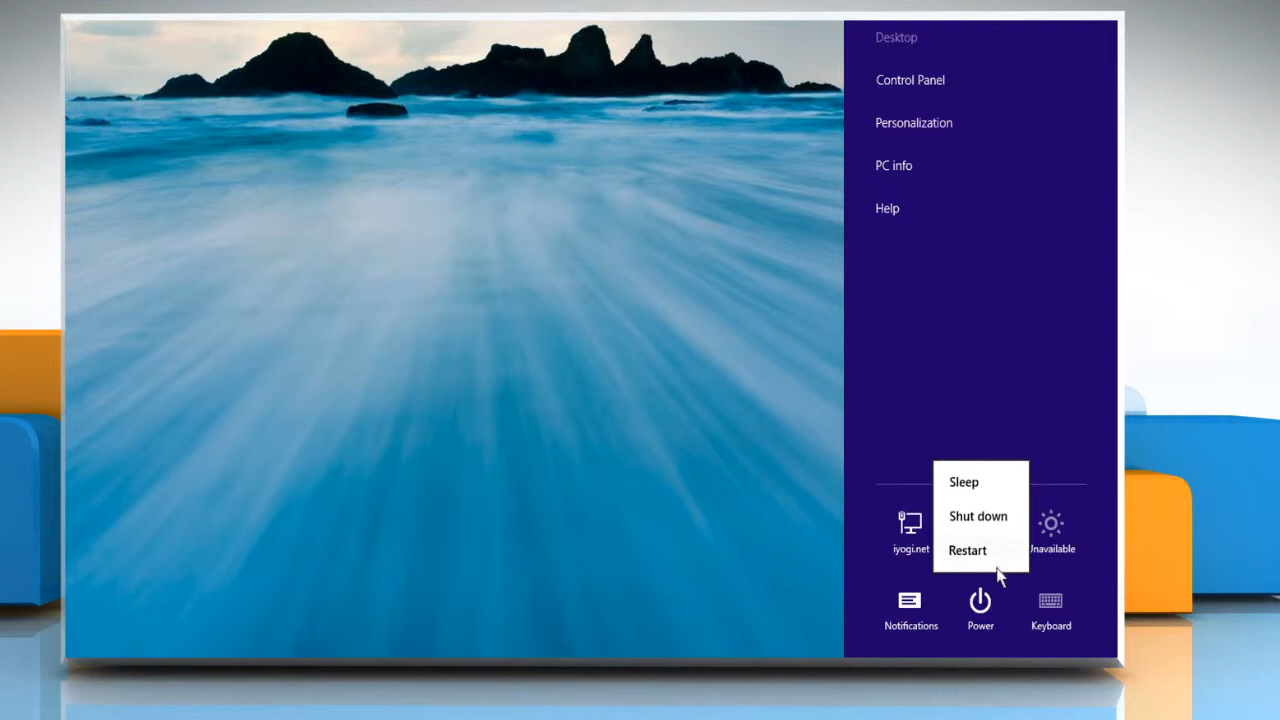 Desktop
Control Panel
Personalization
PC info
Help
Sleep
Shut down
Restart
iyogi.net
Unavailable
Notifications
Power
Keyboard